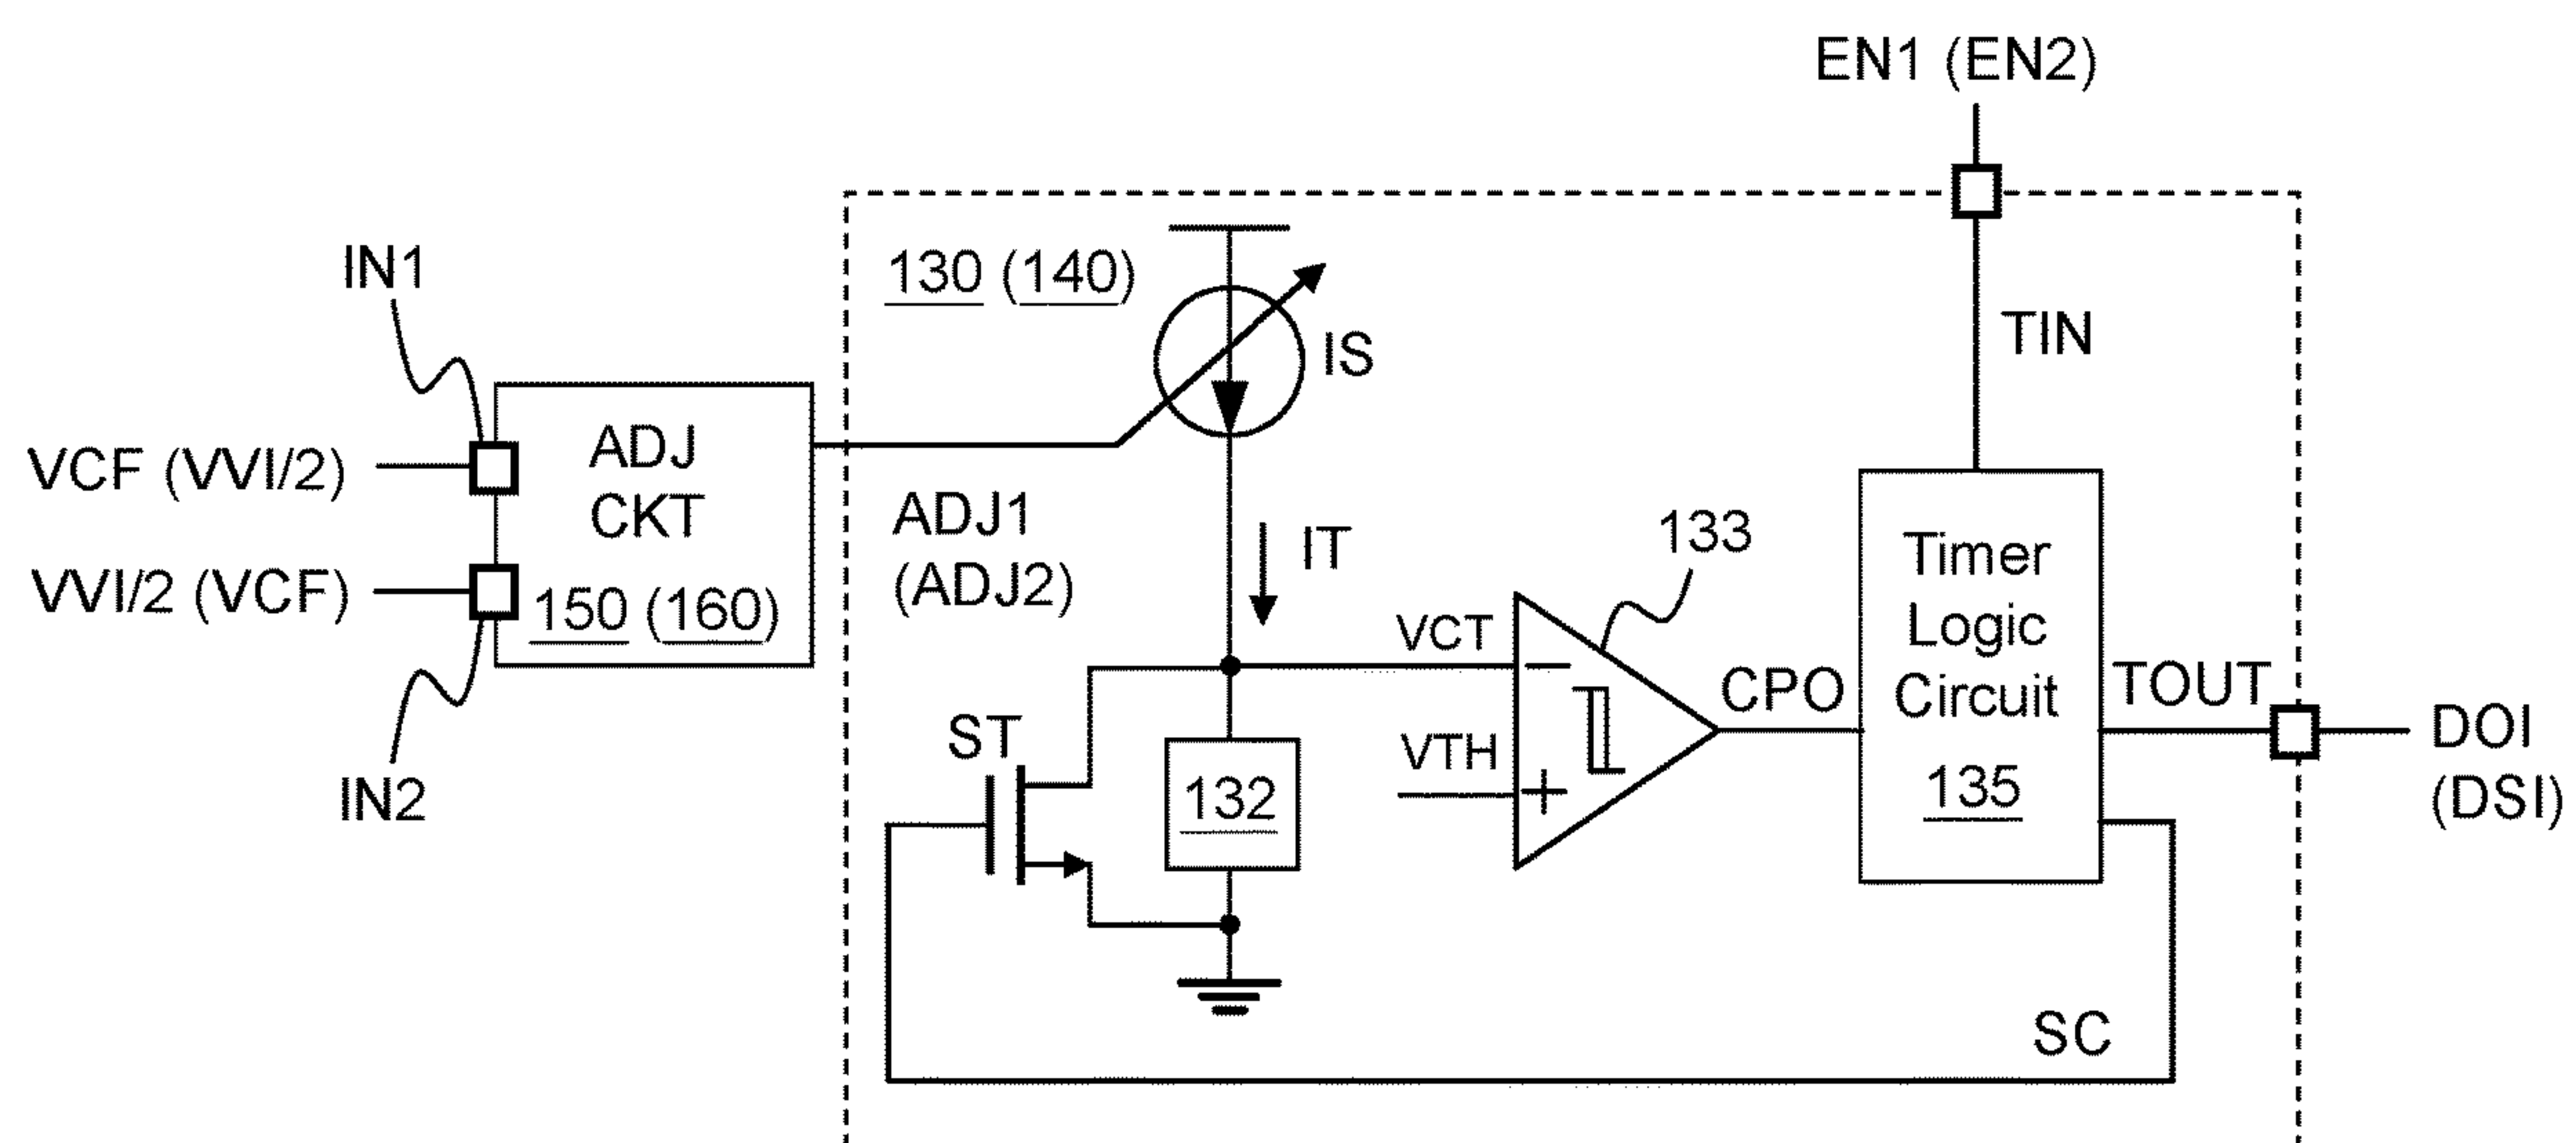 EN1 (EN2)
130 (140)
IN1
TIN
IS
VCF (VVI/2)
ADJ
CKT
ADJ1
(ADJ2)
IT
133
VVI/2 (VCF)
150 (160)
Timer
Logic
Circuit
135
VCT
−
CPO
TOUT
ST
VTH
+
DOI
(DSI)
IN2
132
SC